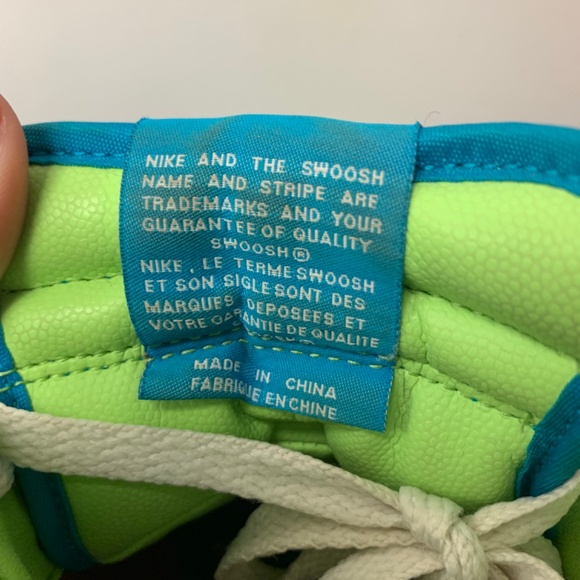 NIKE AND THE SWOOSH
NAME AND STRIPE ARE
TRADEMARKS AND YOUR
GUARANTEE OF QUALITY
SWOOSH®
NIKE, LE TERME SWOOSH
ET SON SIGLE SONT DES
MARQUES DEPOSEES ET
VOTRE GARANTIE DE QUALITE
MADE IN CHINA
FABRIQUE EN CHINE